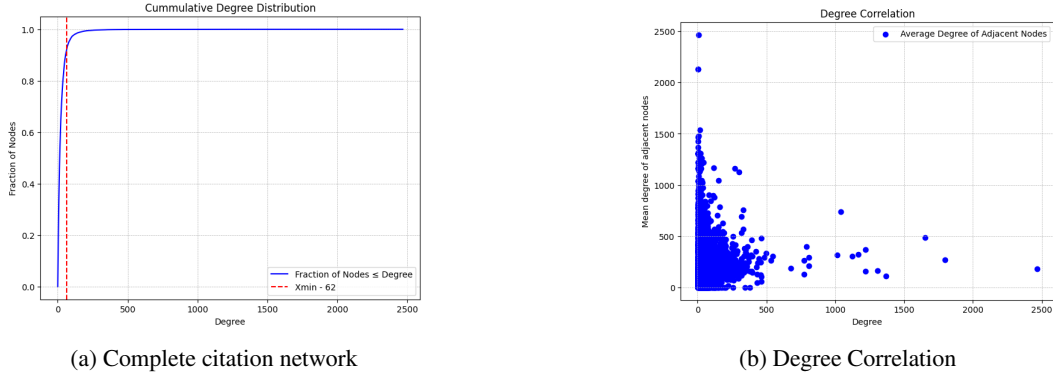 Cummulative Degree Distribution
1.0
0.8
0.6
0.4
0.2
0.0
Fraction of Nodes
Fraction of Nodes ≤ Degree
Xmin - 62
0
500
1000
1500
2000
2500
Degree
(a) Complete citation network
Degree Correlation
Average Degree of Adjacent Nodes
2500
2000
1500
1000
500
0
Mean degree of adjacent nodes
0
500
1000
1500
2000
2500
Degree
(b) Degree Correlation